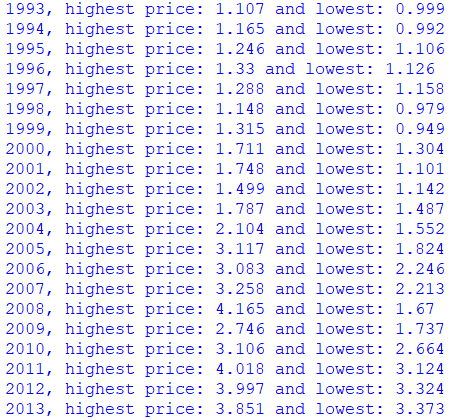 1993, highest price: 1.107 and lowest: 0.999
1994, highest price: 1.165 and lowest: 0.992
1995, highest price: 1.246 and lowest: 1.106
1996, highest price: 1.33 and lowest: 1.126
1997, highest price: 1.288 and lowest: 1.158
1998, highest price: 1.148 and lowest: 0.979
1999, highest price: 1.315 and lowest: 0.949
2000, highest price: 1.711 and lowest: 1.304
2001, highest price: 1.748 and lowest: 1.101
2002, highest price: 1.499 and lowest: 1.142
2003, highest price: 1.787 and lowest: 1.487
2004, highest price: 2.104 and lowest: 1.552
2005, highest price: 3.117 and lowest: 1.824
2006, highest price: 3.083 and lowest: 2.246
2007, highest price: 3.258 and lowest: 2.213
2008, highest price: 4.165 and lowest: 1.67
2009, highest price: 2.746 and lowest: 1.737
2010, highest price: 3.106 and lowest: 2.664
2011, highest price: 4.018 and lowest: 3.124
2012, highest price: 3.997 and lowest: 3.324
2013, highest price: 3.851 and lowest: 3.373